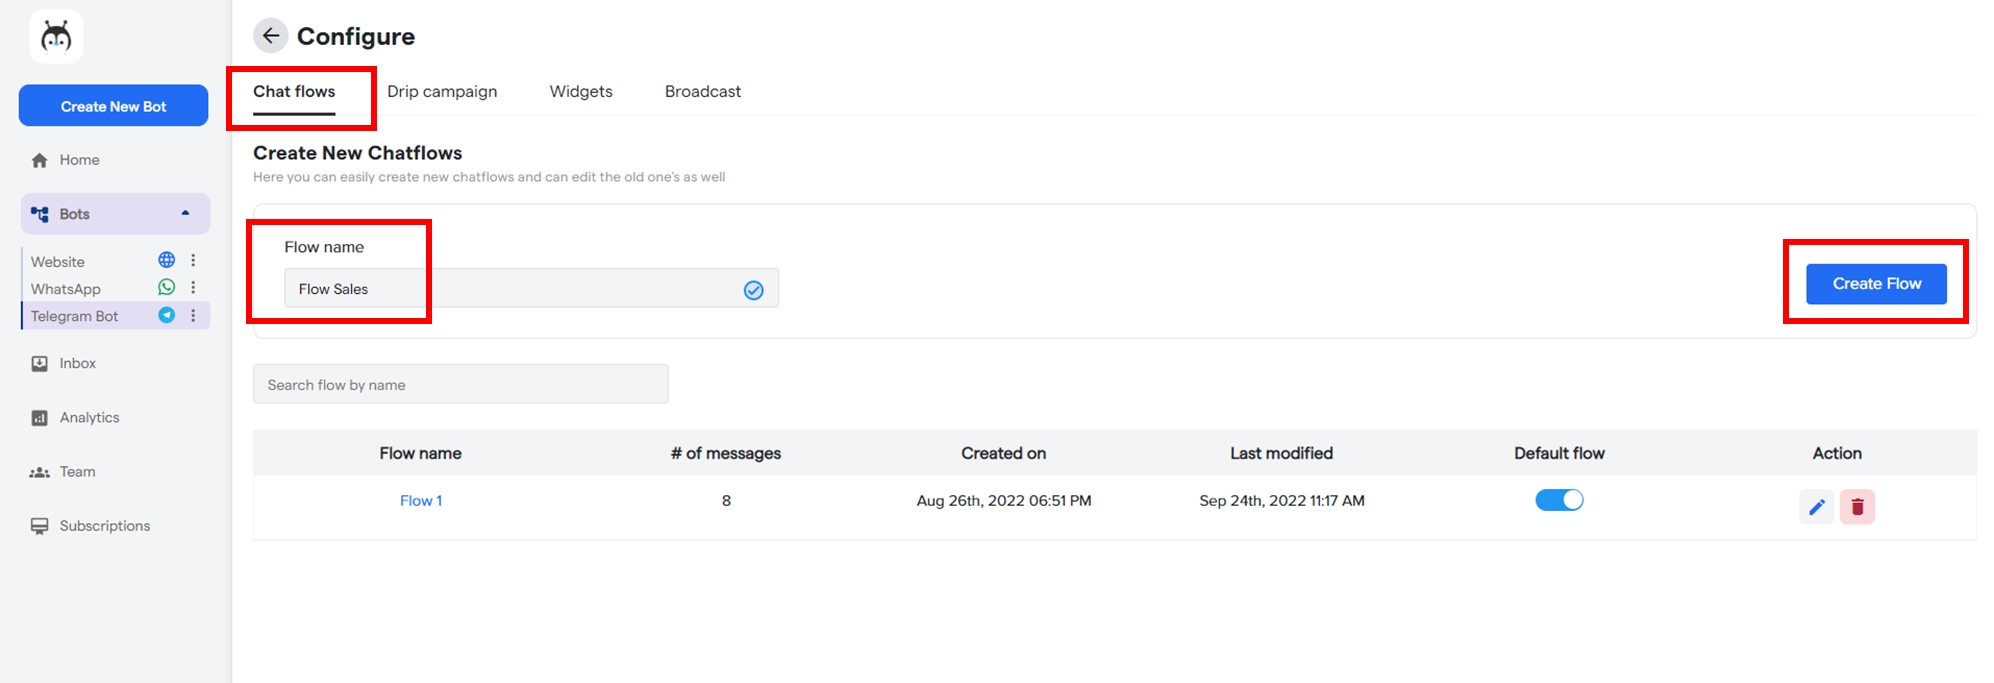 Configure
Create New Bot
Chat flows Drip campaign Widgets Broadcast
Home
Create New Chatflows
Here you can easily create new chatflows and can edit the old one's as well
Bots
Flow name
Website
WhatsApp
Telegram Bot
Flow Sales
Create Flow
Inbox
Search flow by name
Analytics
Flow name # of messages Created on Last modified Default flow Action
Team
Flow 1 8 Aug 26th, 2022 06:51 PM Sep 24th, 2022 11:17 AM
Subscriptions